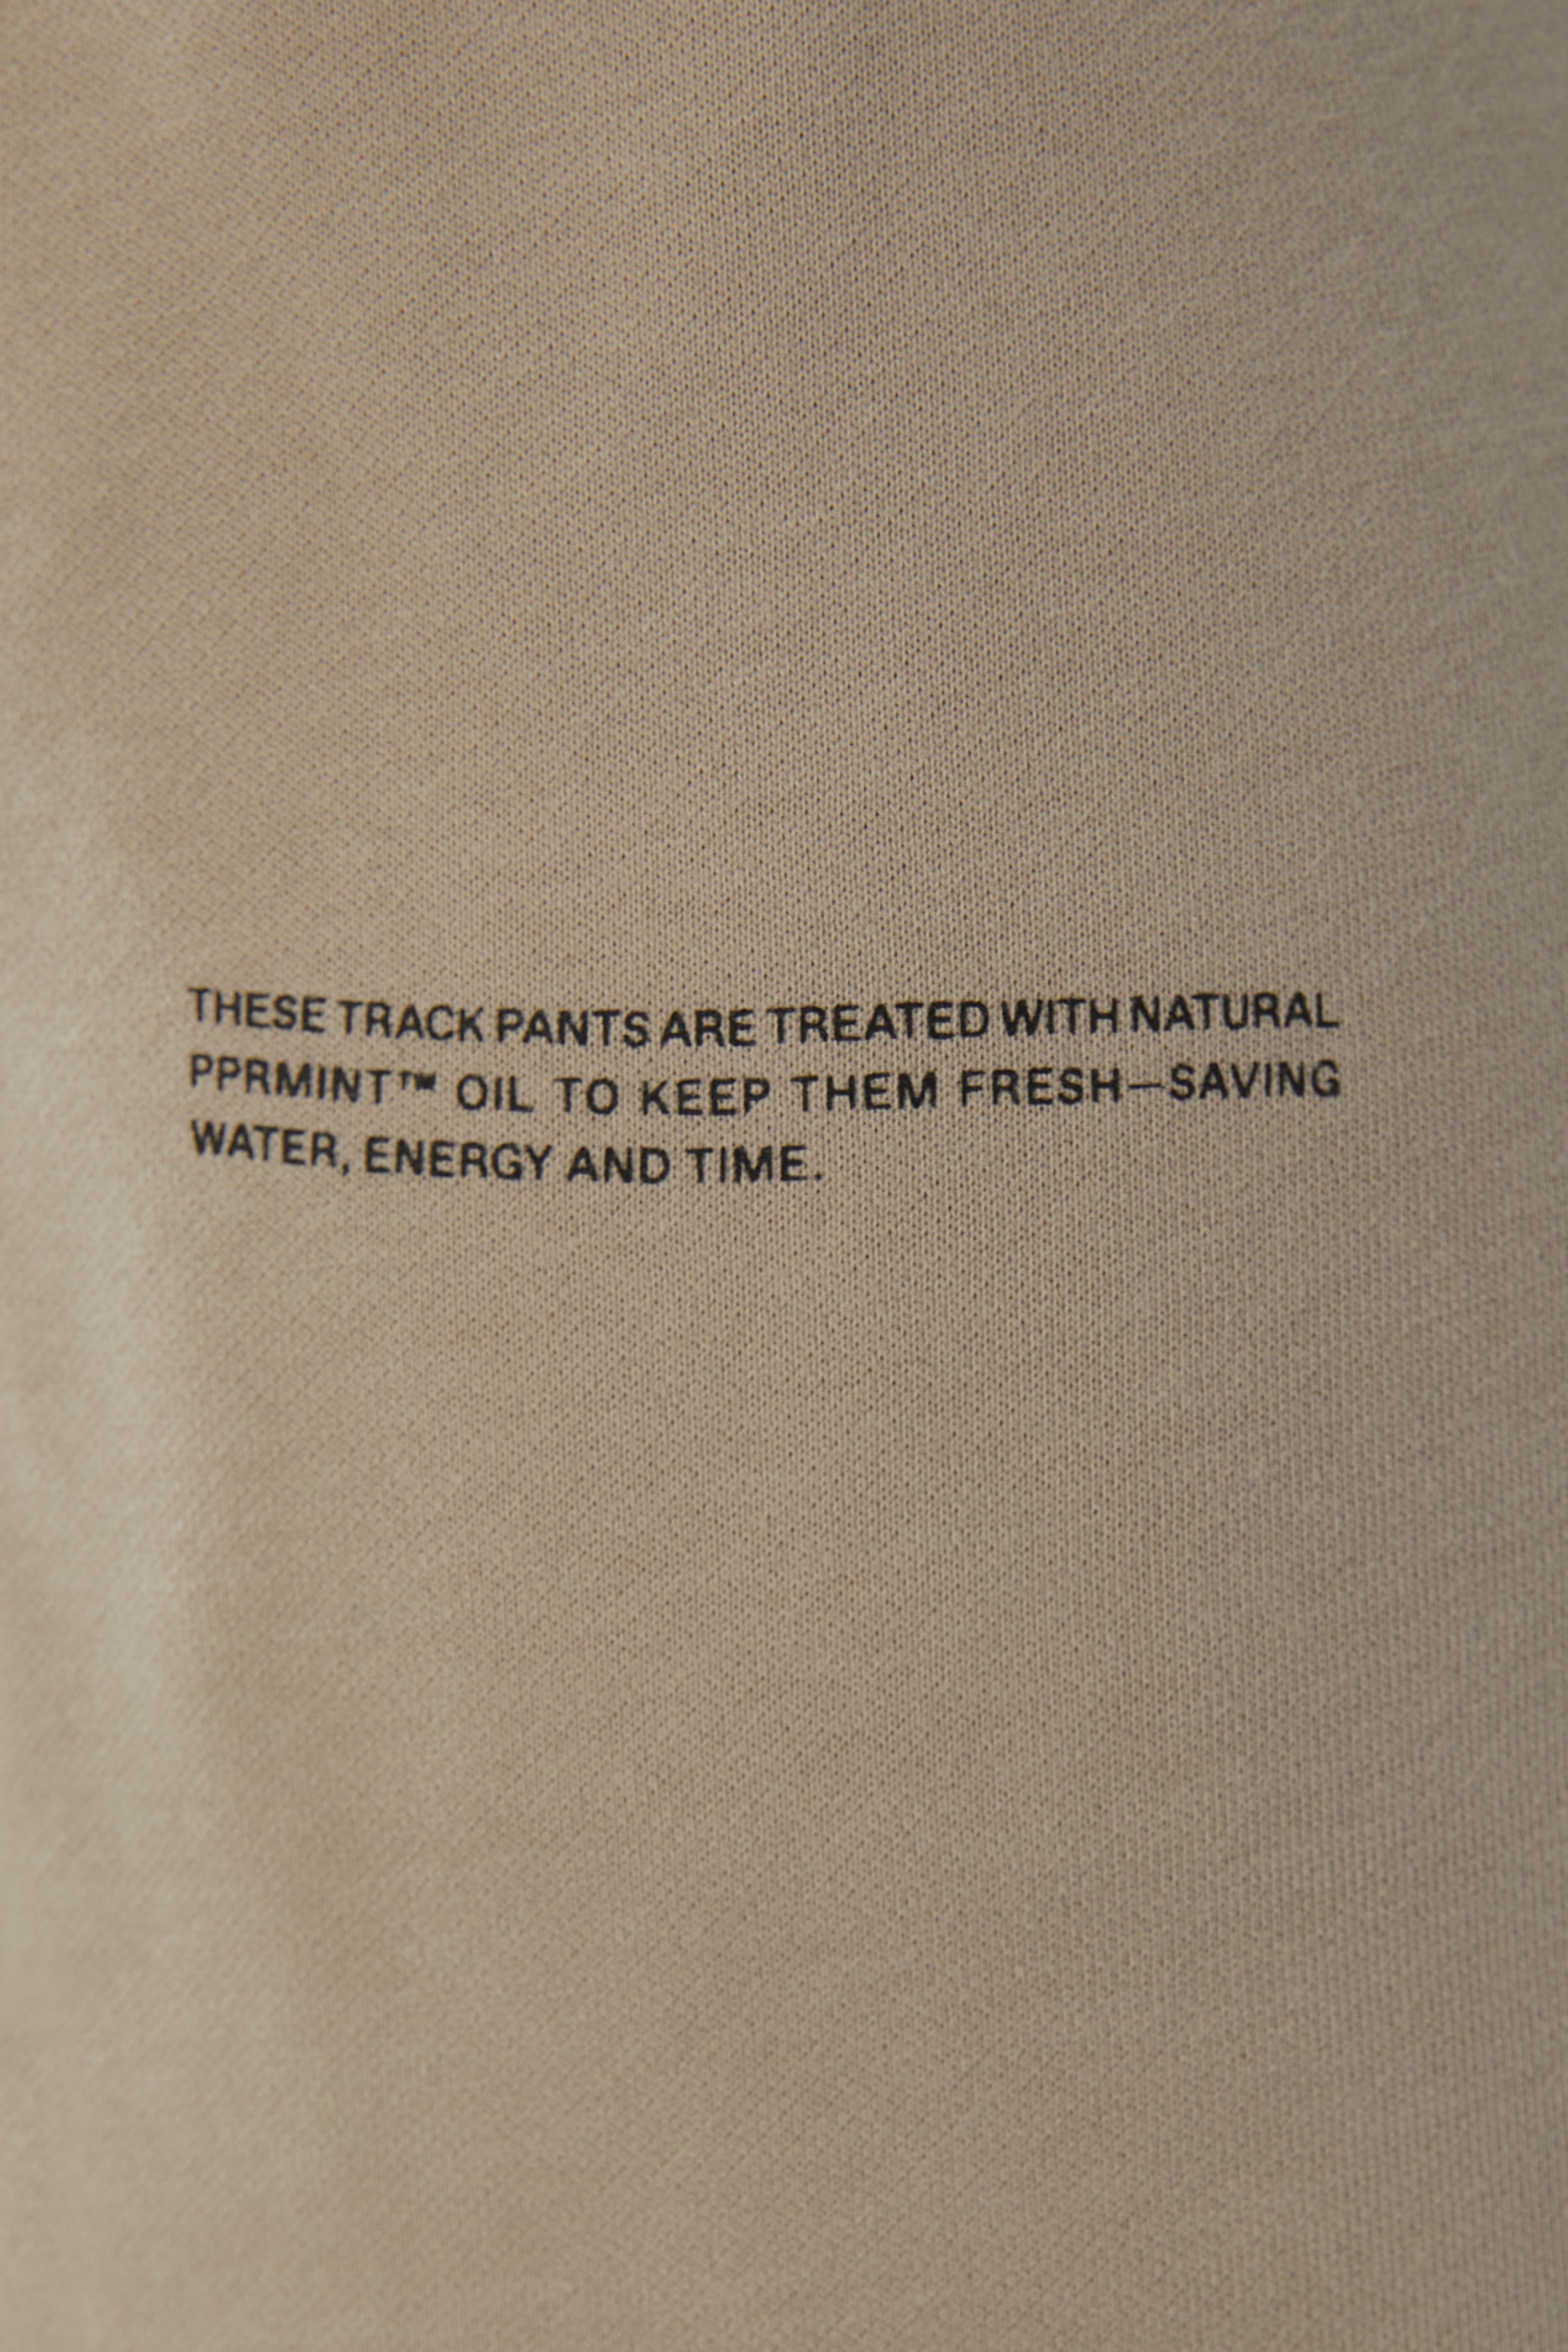 THESE TRACK PANTS ARE TREATED WITH NATURAL
PPRMINT™ OIL TO KEEP THEM FRESH—SAVING
WATER, ENERGY AND TIME.